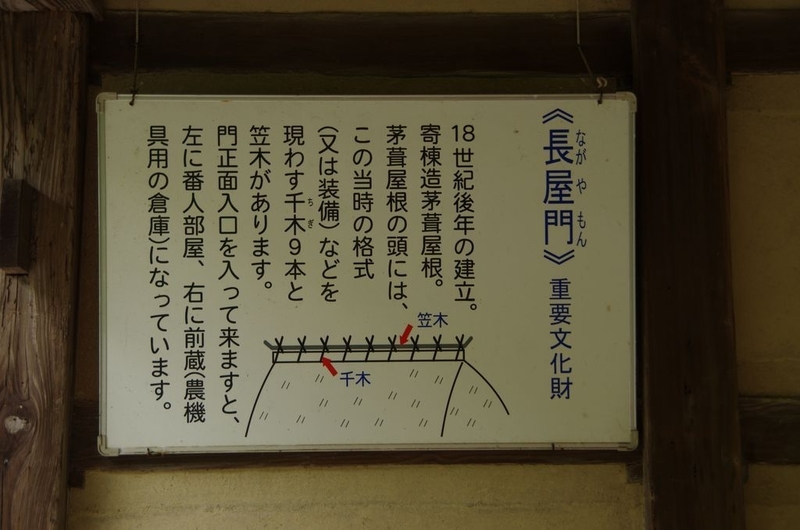 《長屋門》重要文化財
ながやもん
18世紀後年の建立。
寄棟造茅葺屋根。
茅葺屋根の頭には、
この当時の格式
(又は装備)などを
現わす千木9本と
ちぎ
笠木があります。
門正面入口を入って来ますと、
左に番人部屋、右に前蔵(農機
具用の倉庫)になっています。
笠木
千木